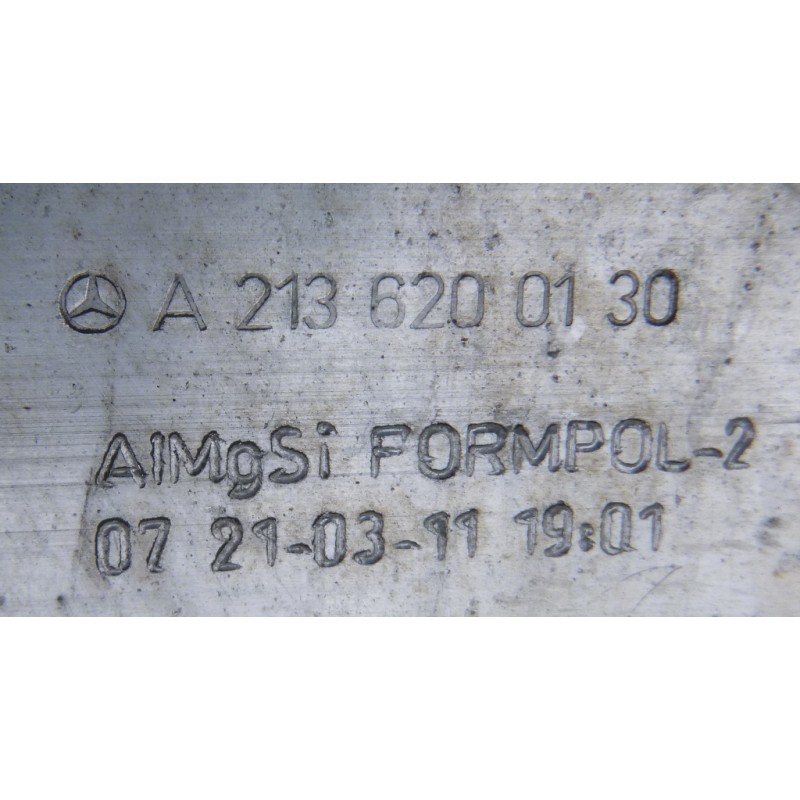 A 213 620 01 30
AlMgSi FORMPOL-2
07 21-03-11 19:01